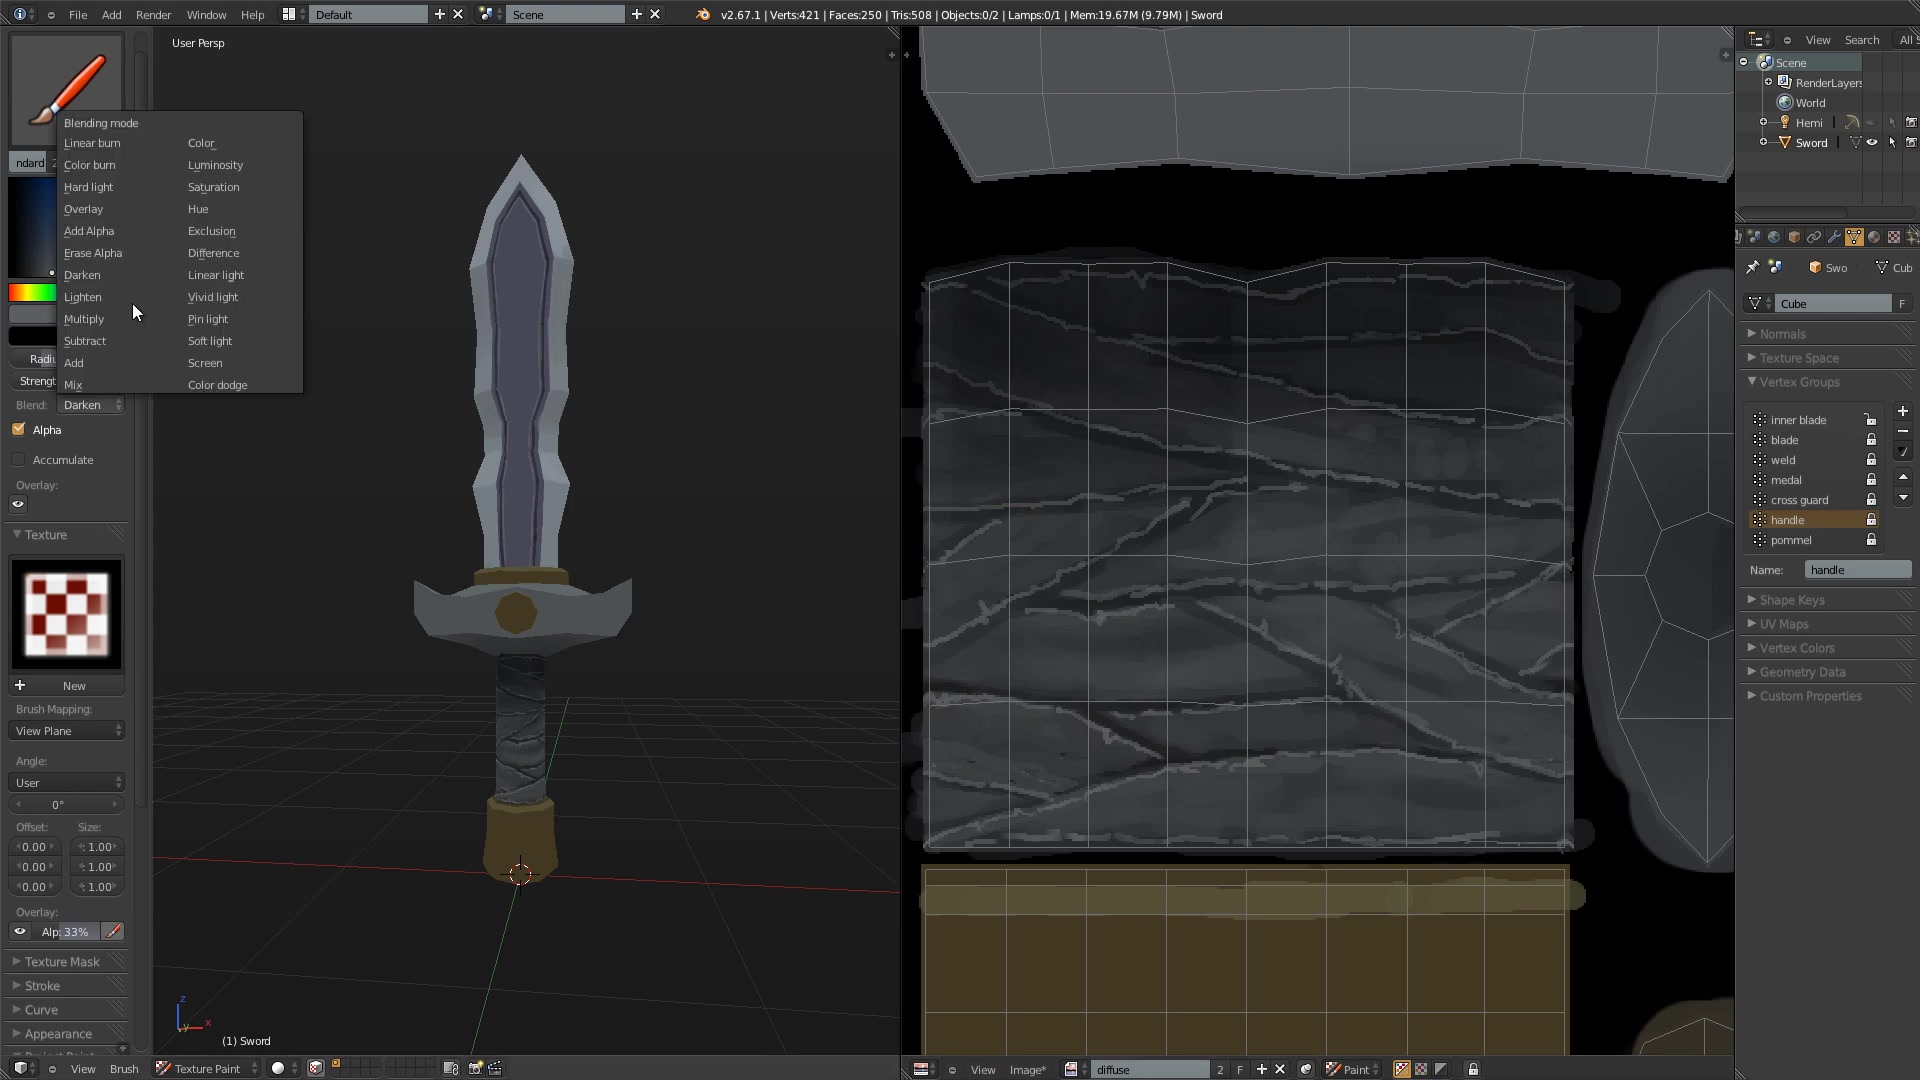 File Add Render Window Help Default Scene v2.67.1 | Verts:421 | Faces:250 | Tris:508 | Objects:0/2 | Lamps:0/1 | Mem:19.67M (9.79M) | Sword
User Persp
View Search All S
Scene
RenderLayers
World
Hemi
Sword
Blending mode
Linear burn Color
Color burn Luminosity
Hard light Saturation
Overlay Hue
Add Alpha Exclusion
Erase Alpha Difference
Darken Linear light
Lighten Vivid light
Multiply Pin light
Subtract Soft light
Add Screen
Mix Color dodge
ndard
Radiu
Strengt
Blend: Darken
Alpha
Accumulate
Overlay:
Texture
New
Brush Mapping:
View Plane
Angle:
User
0°
Offset: Size:
0.00 1.00
0.00 1.00
0.00 1.00
Overlay:
Alp: 33%
Texture Mask
Stroke
Curve
Appearance
z
y x
(1) Sword
Swo Cub
Cube F
Normals
Texture Space
Vertex Groups
inner blade
blade
weld
medal
cross guard
handle
pommel
Name: handle
Shape Keys
UV Maps
Vertex Colors
Geometry Data
Custom Properties
View Brush Texture Paint
View Image* diffuse 2 F Paint